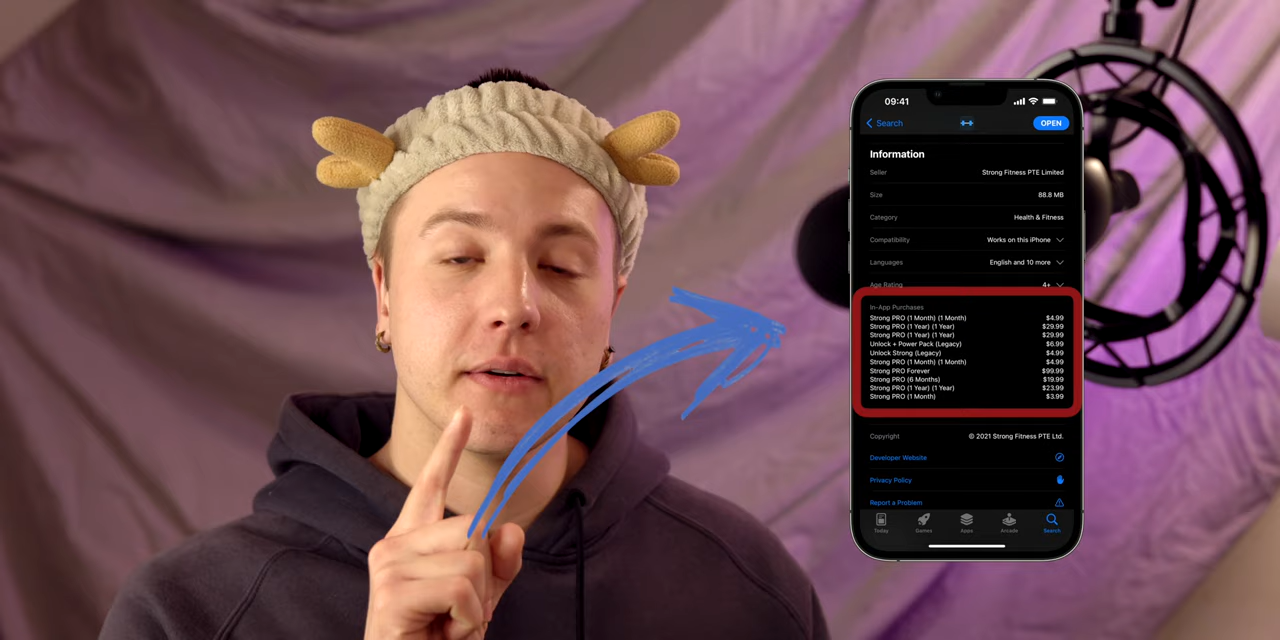 09:41
Search
OPEN
Information
Seller Strong Fitness PTE Limited
Size 88.8 MB
Category Health & Fitness
Compatibility Works on this iPhone
Languages English and 10 more
Age Rating 4+
In-App Purchases
Strong PRO (1 Month) (1 Month) $4.99
Strong PRO (1 Year) (1 Year) $29.99
Strong PRO (1 Year) (1 Year) $29.99
Unlock + Power Pack (Legacy) $6.99
Unlock Strong (Legacy) $4.99
Strong PRO (1 Month) (1 Month) $4.99
Strong PRO Forever $99.99
Strong PRO (6 Months) $19.99
Strong PRO (1 Year) (1 Year) $23.99
Strong PRO (1 Month) $3.99
Copyright © 2021 Strong Fitness PTE Ltd.
Developer Website
Privacy Policy
Report a Problem
Today Games Apps Arcade Search